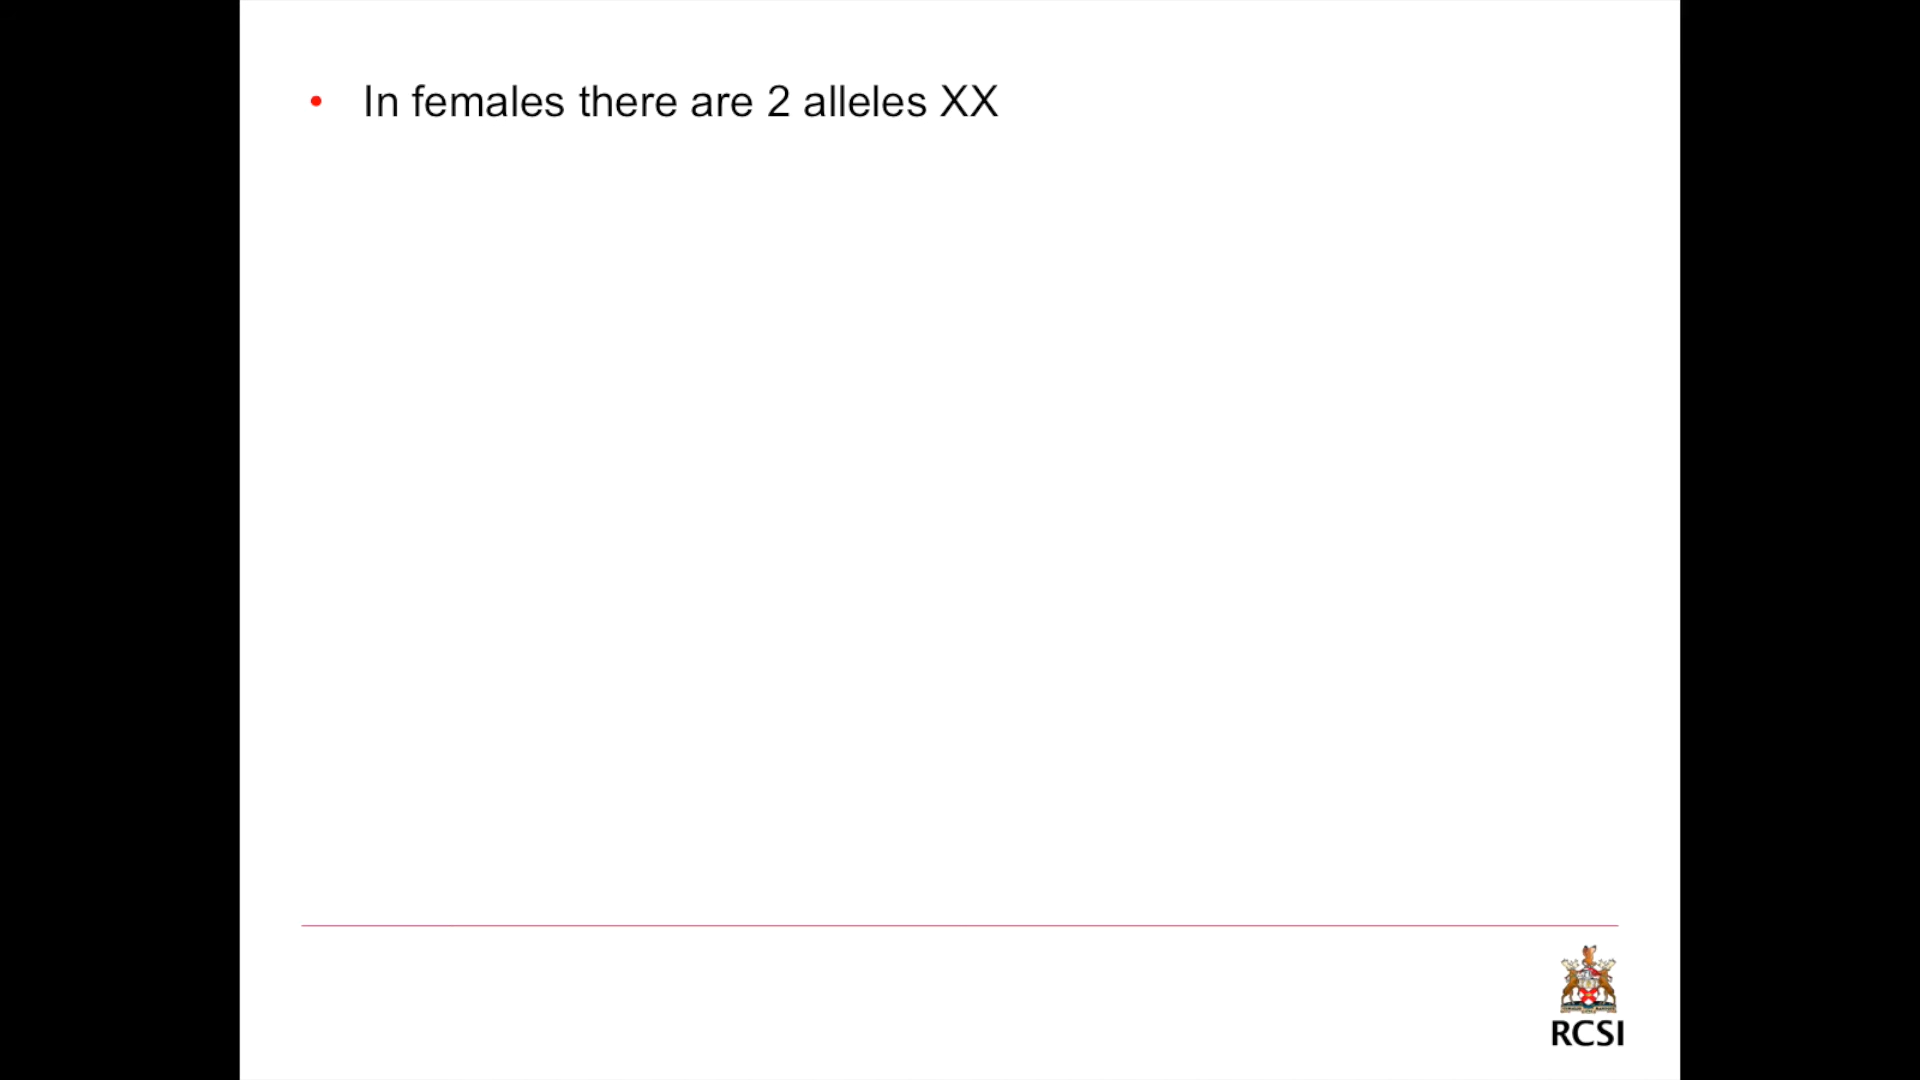 • In females there are 2 alleles XX
RCSI